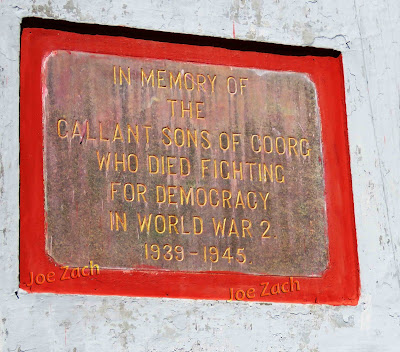 IN MEMORY OF
THE
GALLANT SONS OF COORG
WHO DIED FIGHTING
FOR DEMOCRACY
IN WORLD WAR 2.
1939-1945.
Joe Zach
Joe Zach